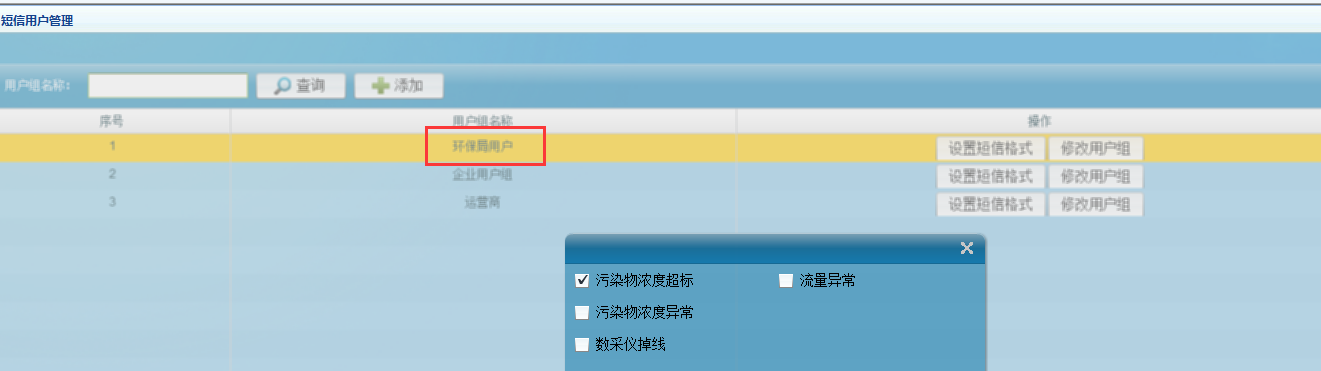 短信用户管理
用户组名称： 查询 添加
序号 用户组名称 操作
1 环保局用户 设置短信格式 修改用户组
2 企业用户组 设置短信格式 修改用户组
3 运营商 设置短信格式 修改用户组
污染物浓度超标 流量异常
污染物浓度异常
数采仪掉线